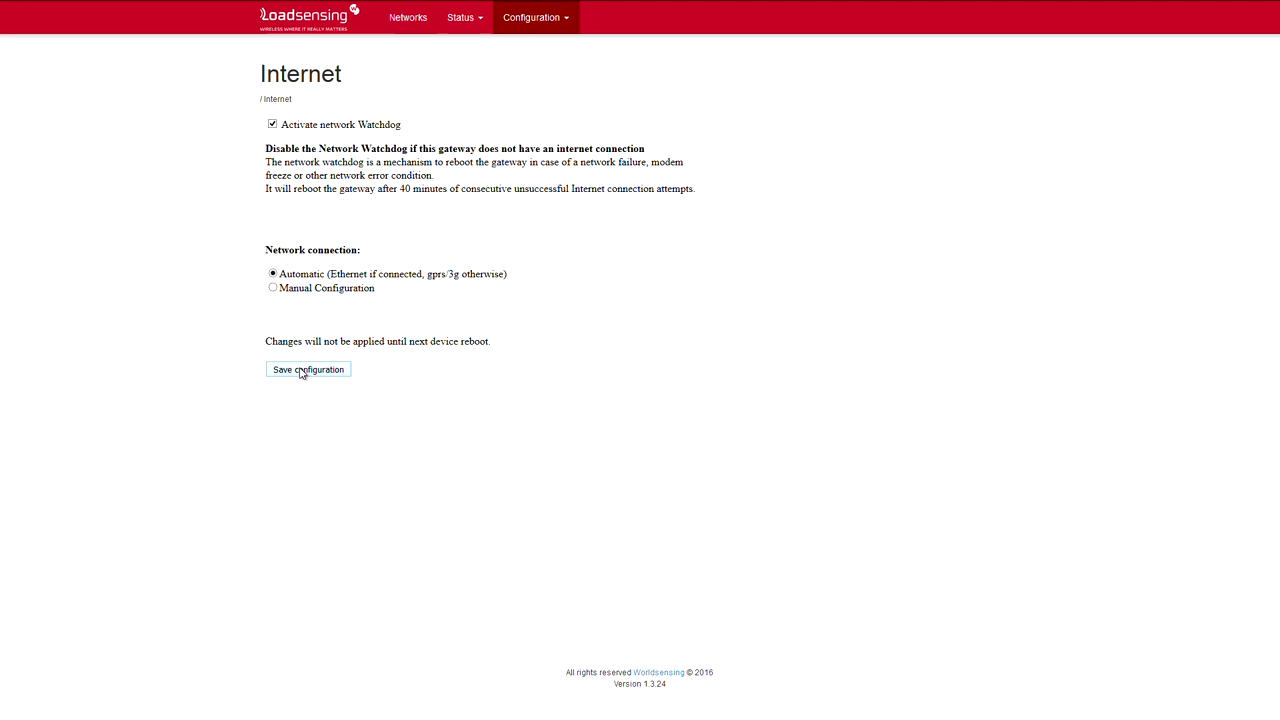 Loadsensing
WIRELESS WHERE IT REALLY MATTERS
Networks
Status
Configuration
Internet
/ Internet
Activate network Watchdog
Disable the Network Watchdog if this gateway does not have an internet connection
The network watchdog is a mechanism to reboot the gateway in case of a network failure, modem
freeze or other network error condition.
It will reboot the gateway after 40 minutes of consecutive unsuccessful Internet connection attempts.
Network connection:
Automatic (Ethernet if connected, gprs/3g otherwise)
Manual Configuration
Changes will not be applied until next device reboot.
Save configuration
All rights reserved Worldsensing © 2016
Version 1.3.24